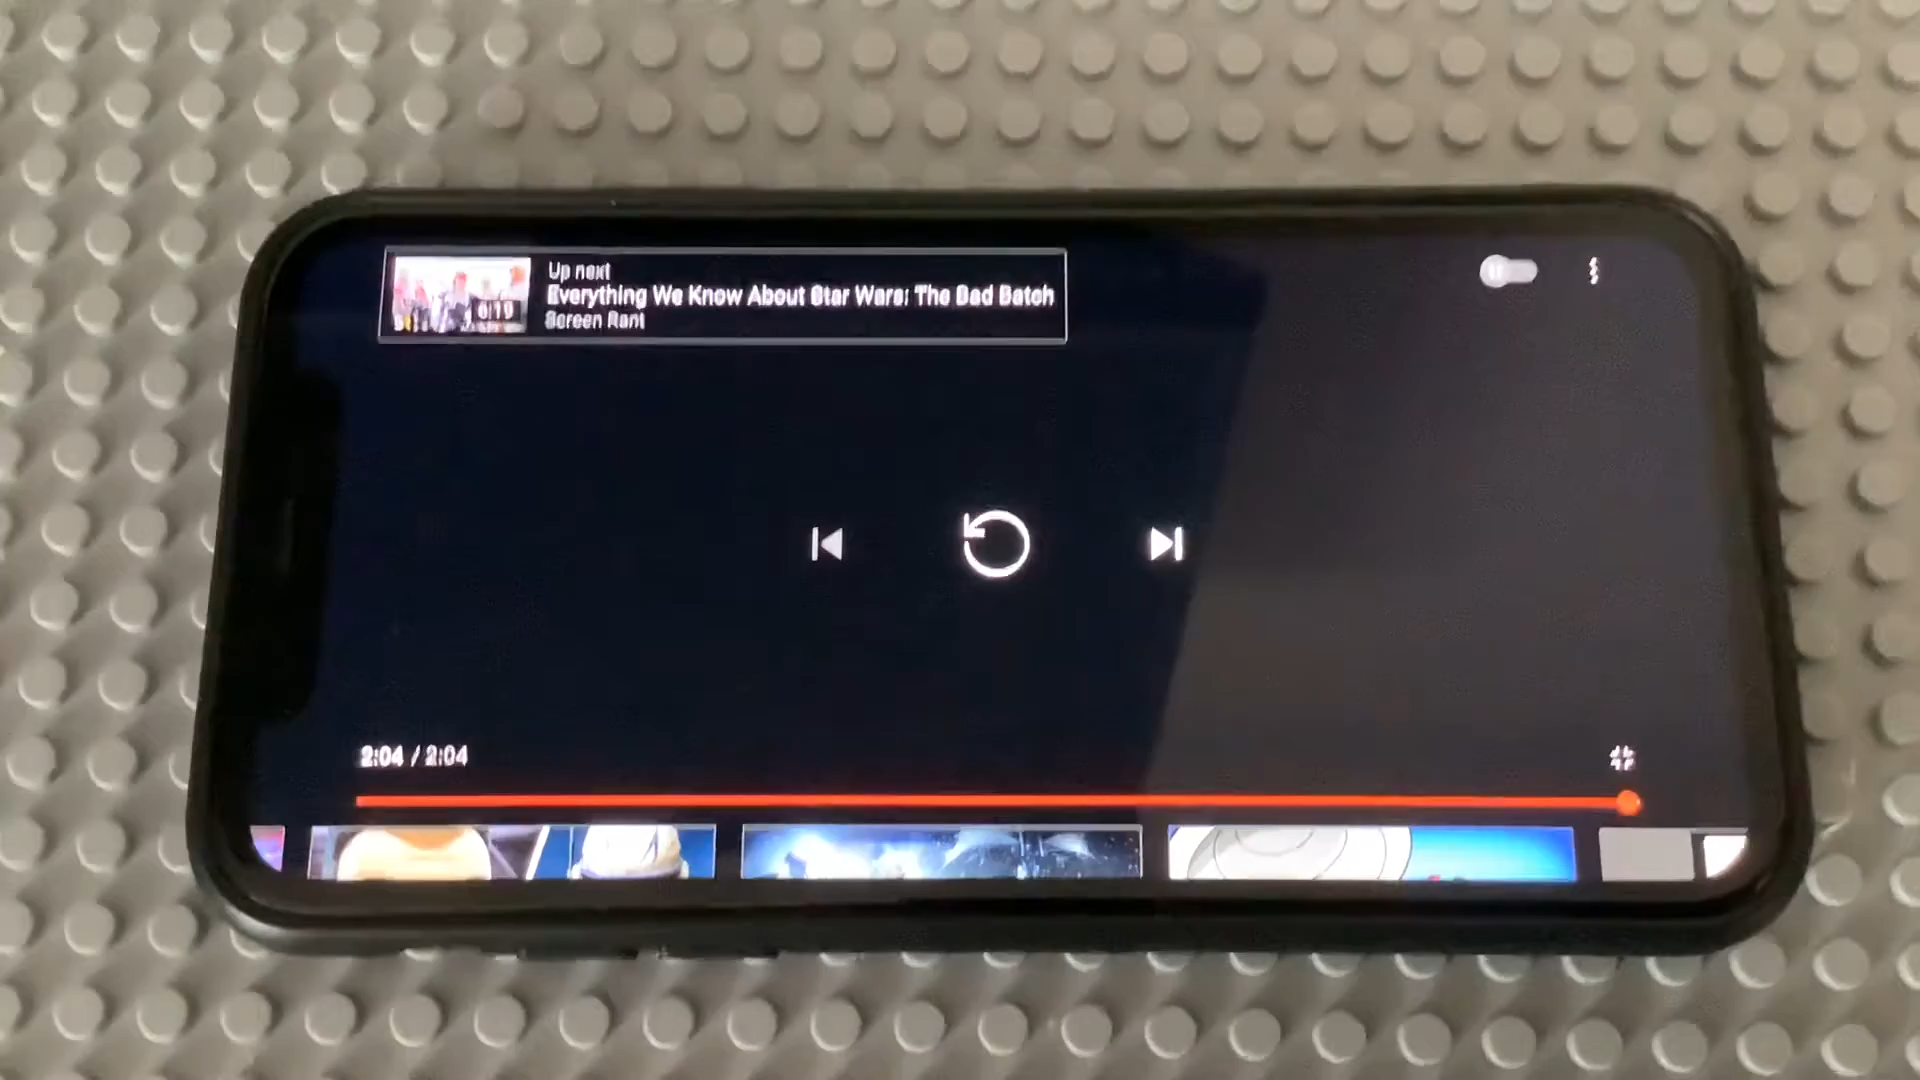 Up next
Everything We Know About Star Wars: The Bad Batch
Screen Rant
6:19
2:04 / 2:04